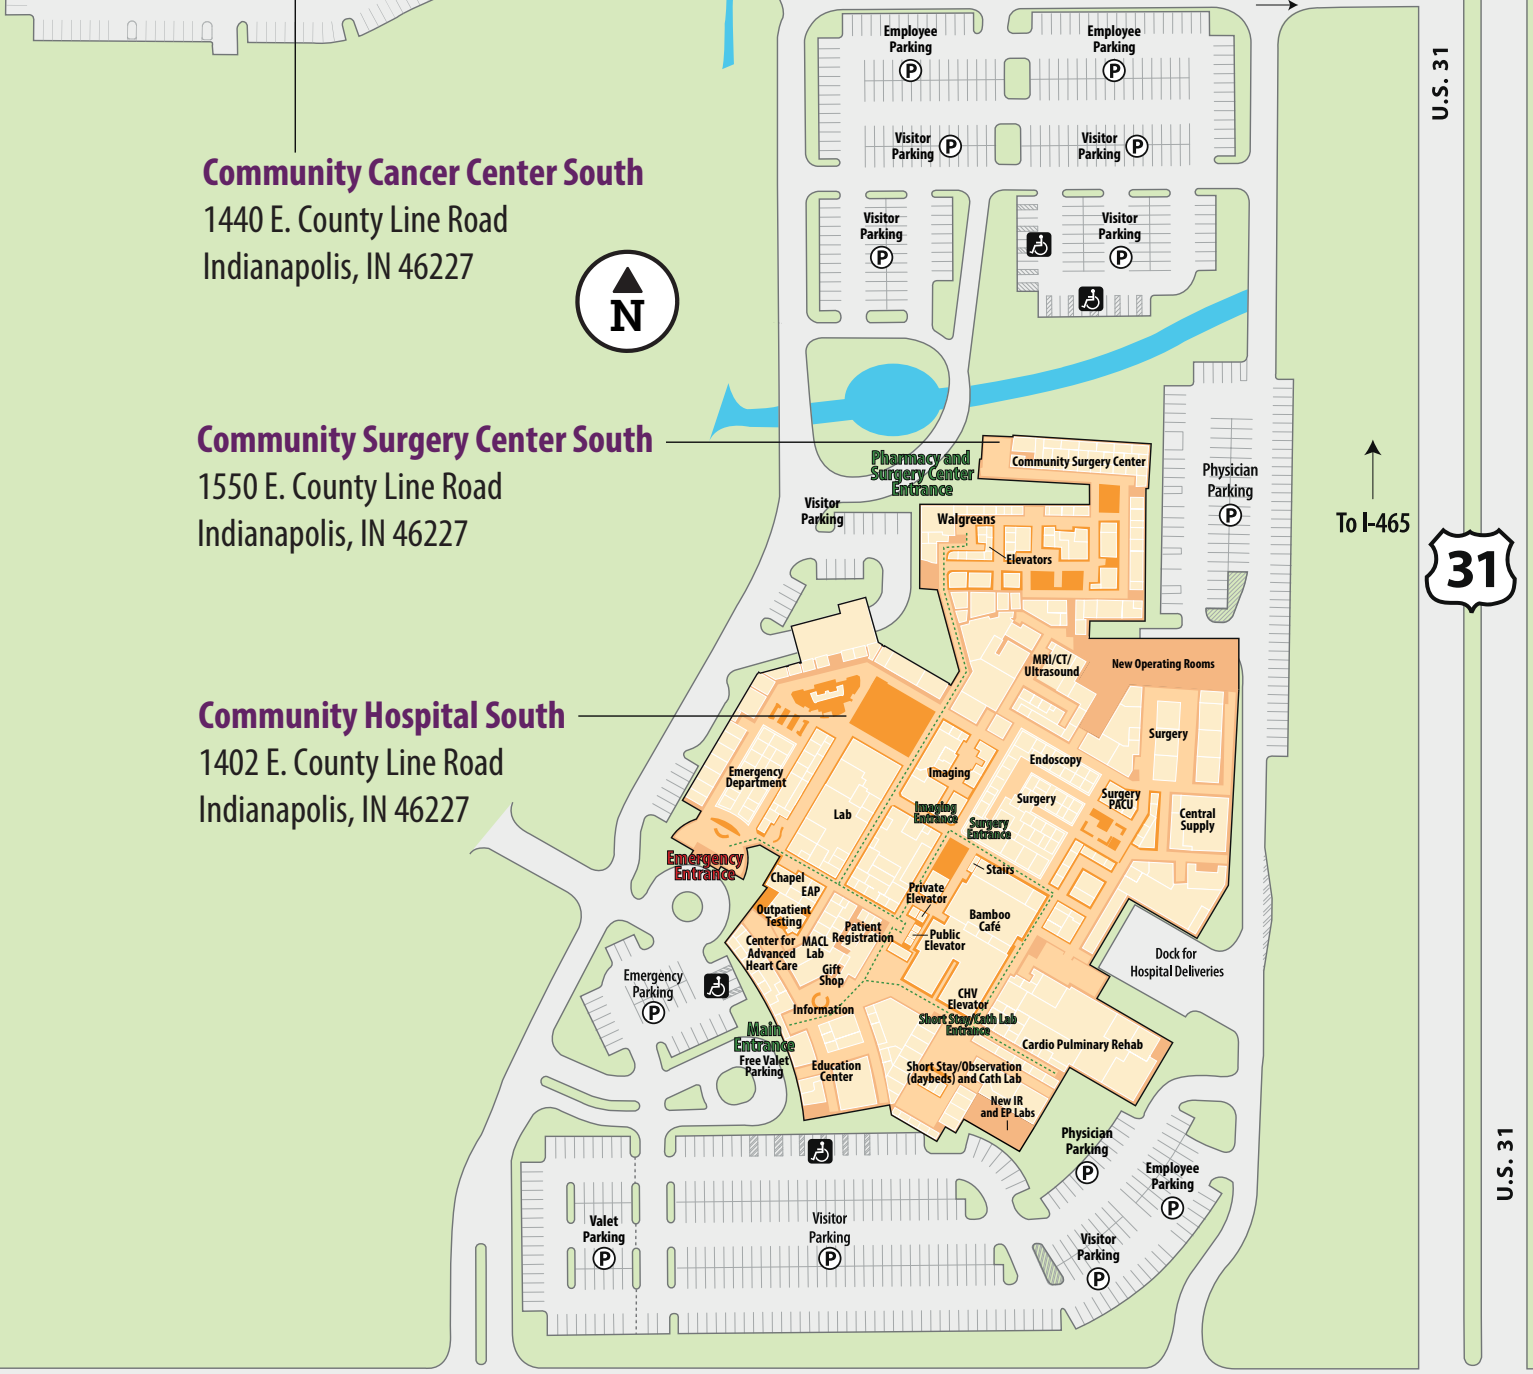 Employee
Parking
P
Employee
Parking
P
U.S. 31
Visitor
Parking
P
Visitor
Parking
P
Community Cancer Center South
1440 E. County Line Road
Indianapolis, IN 46227
Visitor
Parking
P
Visitor
Parking
P
N
Community Surgery Center South
1550 E. County Line Road
Indianapolis, IN 46227
Pharmacy and
Surgery Center
Entrance
Community Surgery Center
Physician
Parking
P
To I-465
31
Visitor
Parking
Walgreens
Elevators
MRI/CT/
Ultrasound
New Operating Rooms
Community Hospital South
1402 E. County Line Road
Indianapolis, IN 46227
Surgery
Endoscopy
Emergency
Department
Imaging
Surgery
Surgery
PACU
Lab
Imaging
Entrance
Surgery
Entrance
Central
Supply
Emergency
Entrance
Stairs
Chapel
EAP
Private
Elevator
Outpatient
Testing
Bamboo
Café
Patient
Registration
Public
Elevator
Center for
Advanced
Heart Care
MACL
Lab
Gift
Shop
Dock for
Hospital Deliveries
Emergency
Parking
P
Information
CHV
Elevator
Short Stay/Cath Lab
Entrance
Main
Entrance
Free Valet
Parking
Cardio Pulminary Rehab
Education
Center
Short Stay/Observation
(daybeds) and Cath Lab
New IR
and EP Labs
Physician
Parking
P
Employee
Parking
P
U.S. 31
Valet
Parking
P
Visitor
Parking
P
Visitor
Parking
P